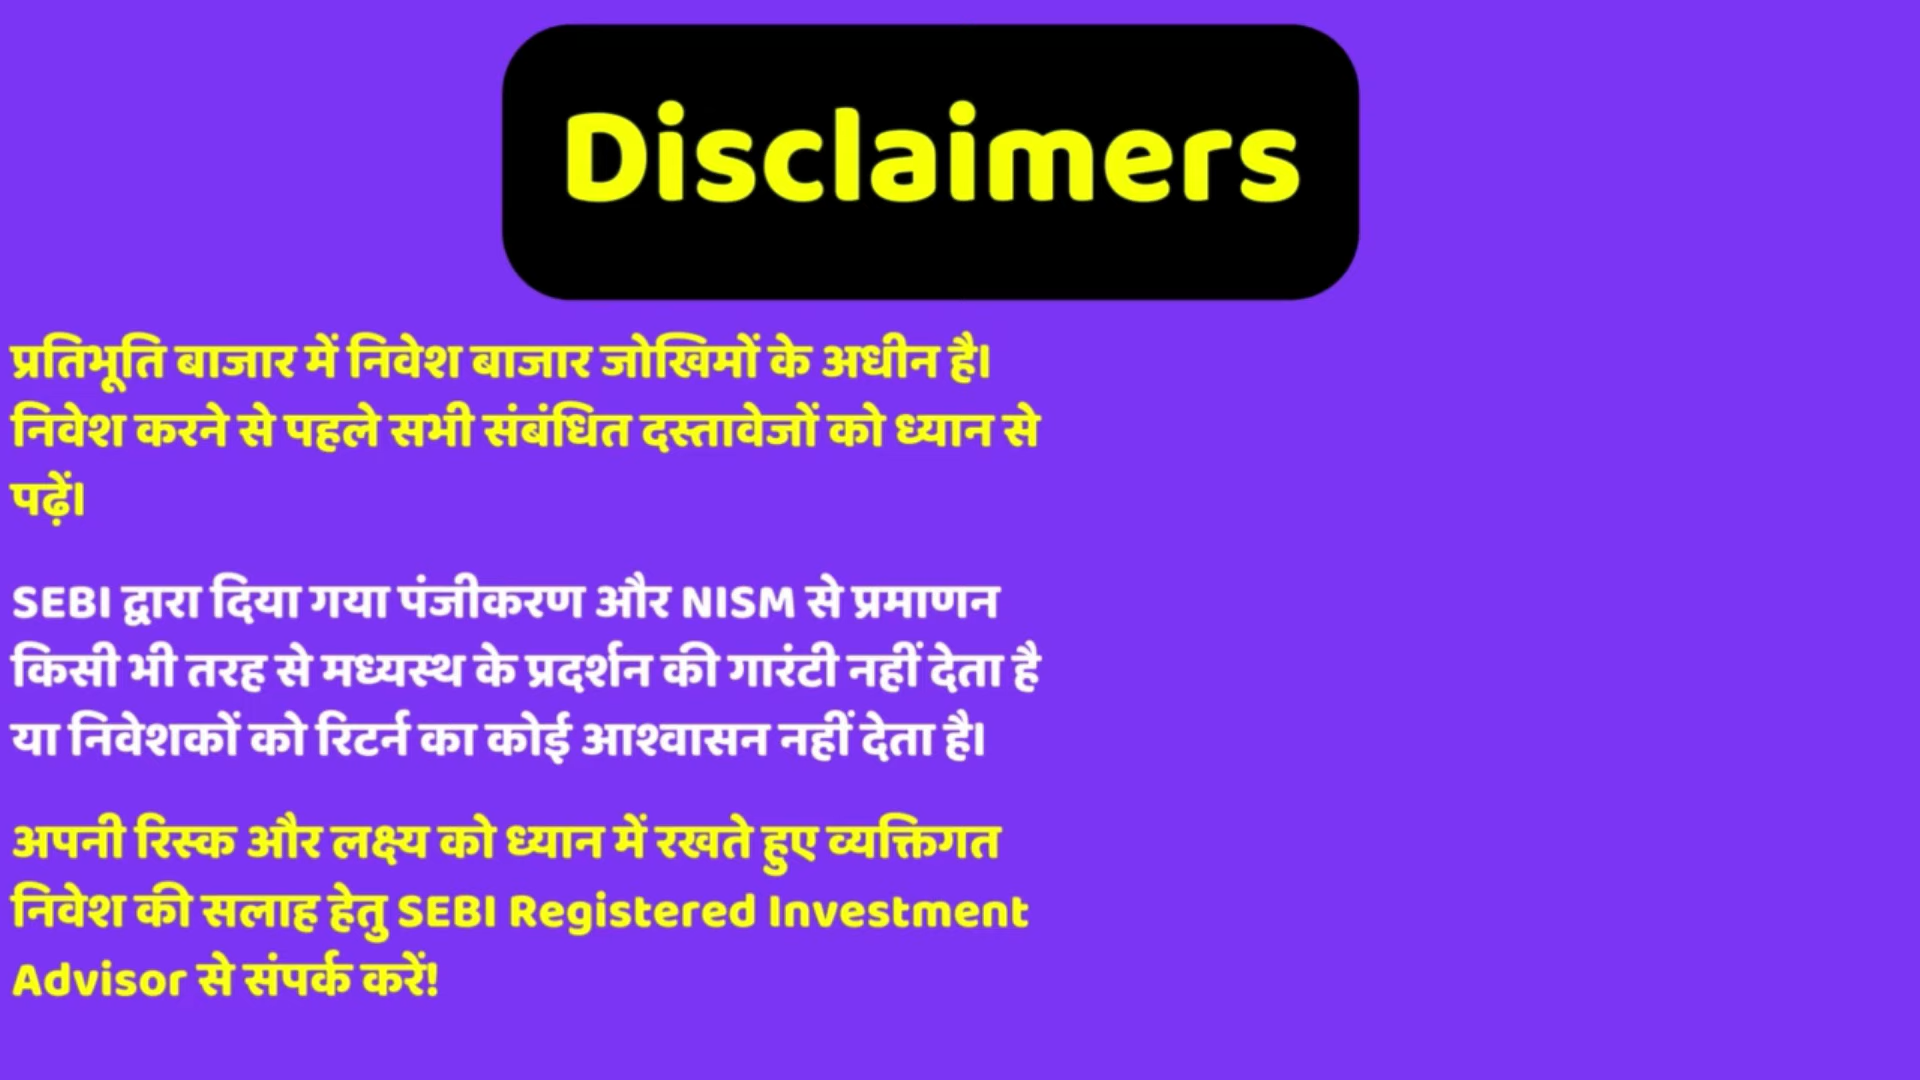 Disclaimers
प्रतिभूति बाजार में निवेश बाजार जोखिमों के अधीन है।
निवेश करने से पहले सभी संबंधित दस्तावेजों को ध्यान से
पढ़ें।
SEBI द्वारा दिया गया पंजीकरण और NISM से प्रमाणन
किसी भी तरह से मध्यस्थ के प्रदर्शन की गारंटी नहीं देता है
या निवेशकों को रिटर्न का कोई आश्वासन नहीं देता है।
अपनी रिस्क और लक्ष्य को ध्यान में रखते हुए व्यक्तिगत
निवेश की सलाह हेतु SEBI Registered Investment
Advisor से संपर्क करें!